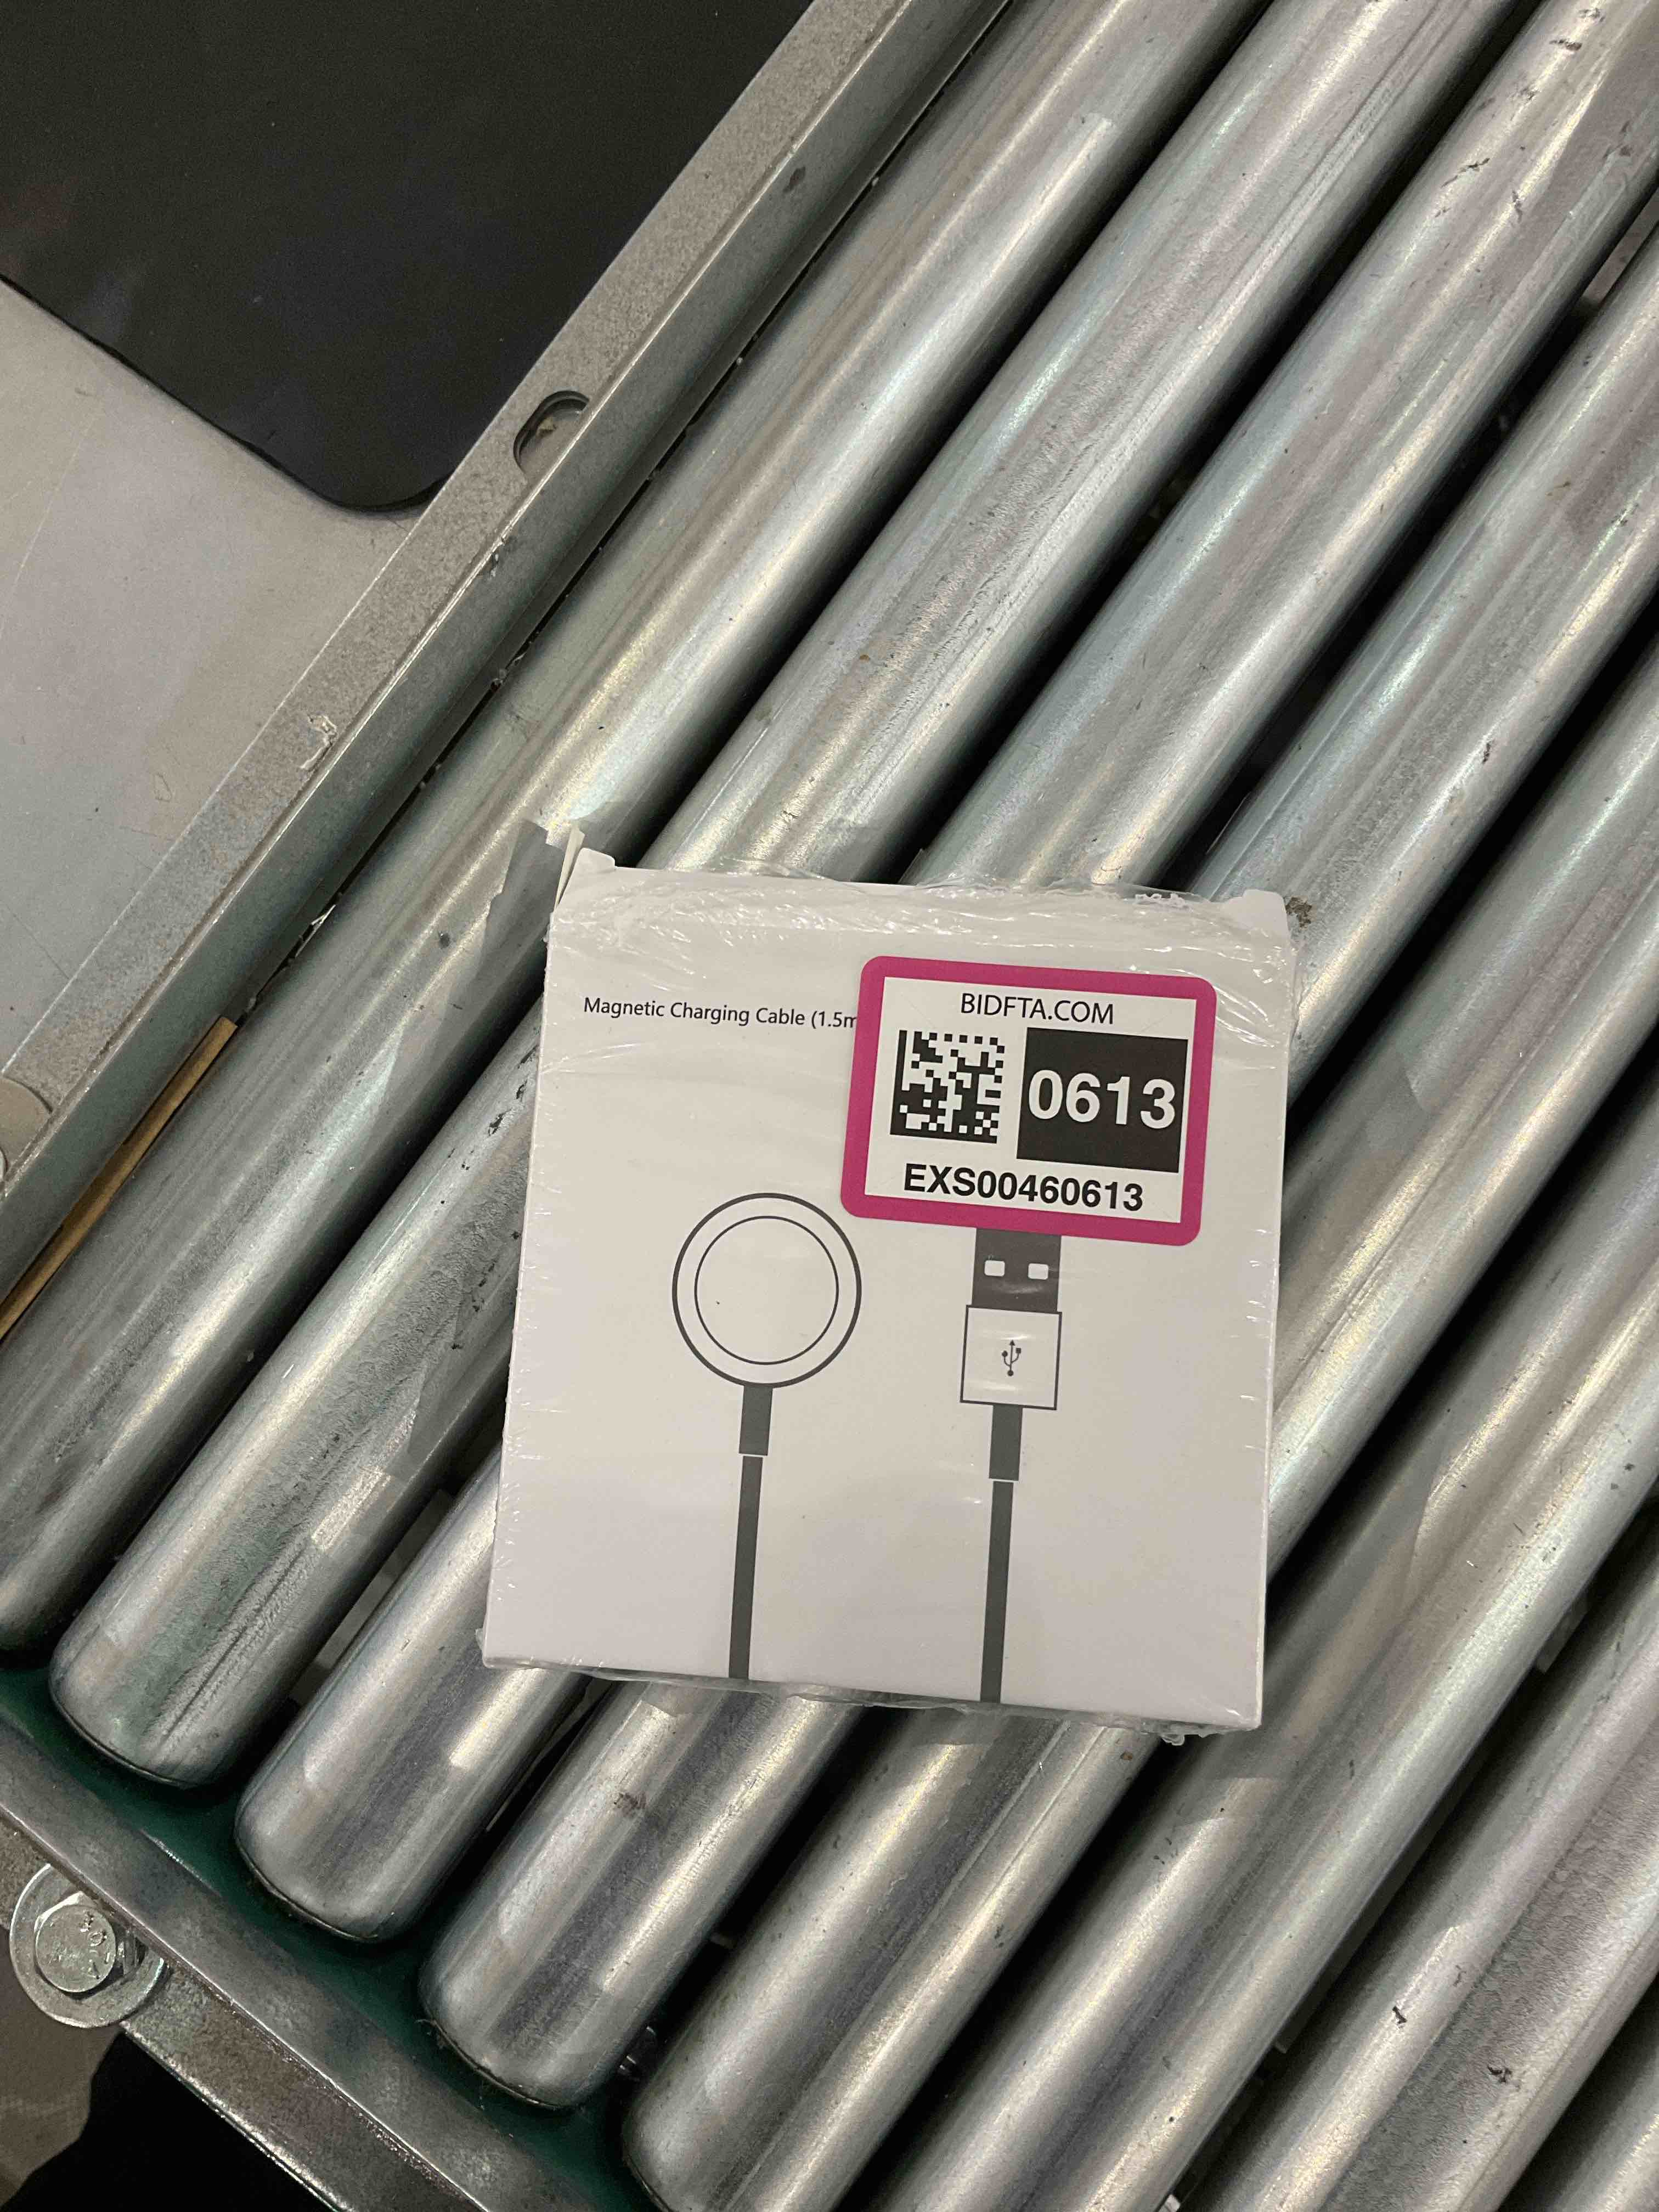 Magnetic Charging Cable (1.5m
BIDFTA.COM
0613
EXS00460613